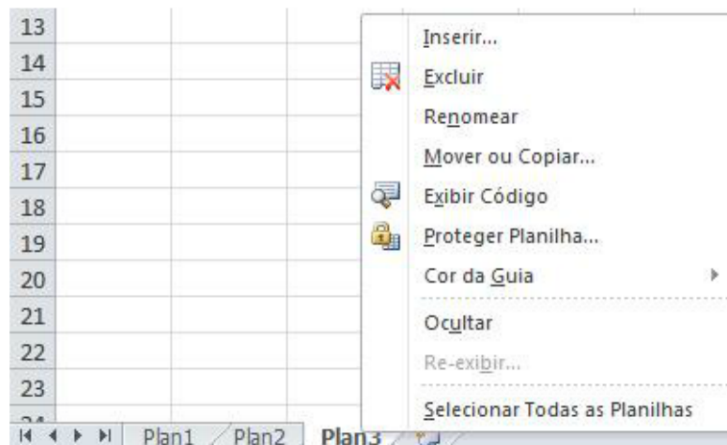 13
Inserir...
14
Excluir
15
Renomear
16
Mover ou Copiar...
17
Exibir Código
18
19
Proteger Planilha...
20
Cor da Guia
21
Ocultar
22
Re-exibir...
23
24
Selecionar Todas as Planilhas
Plan1 Plan2 Plan3